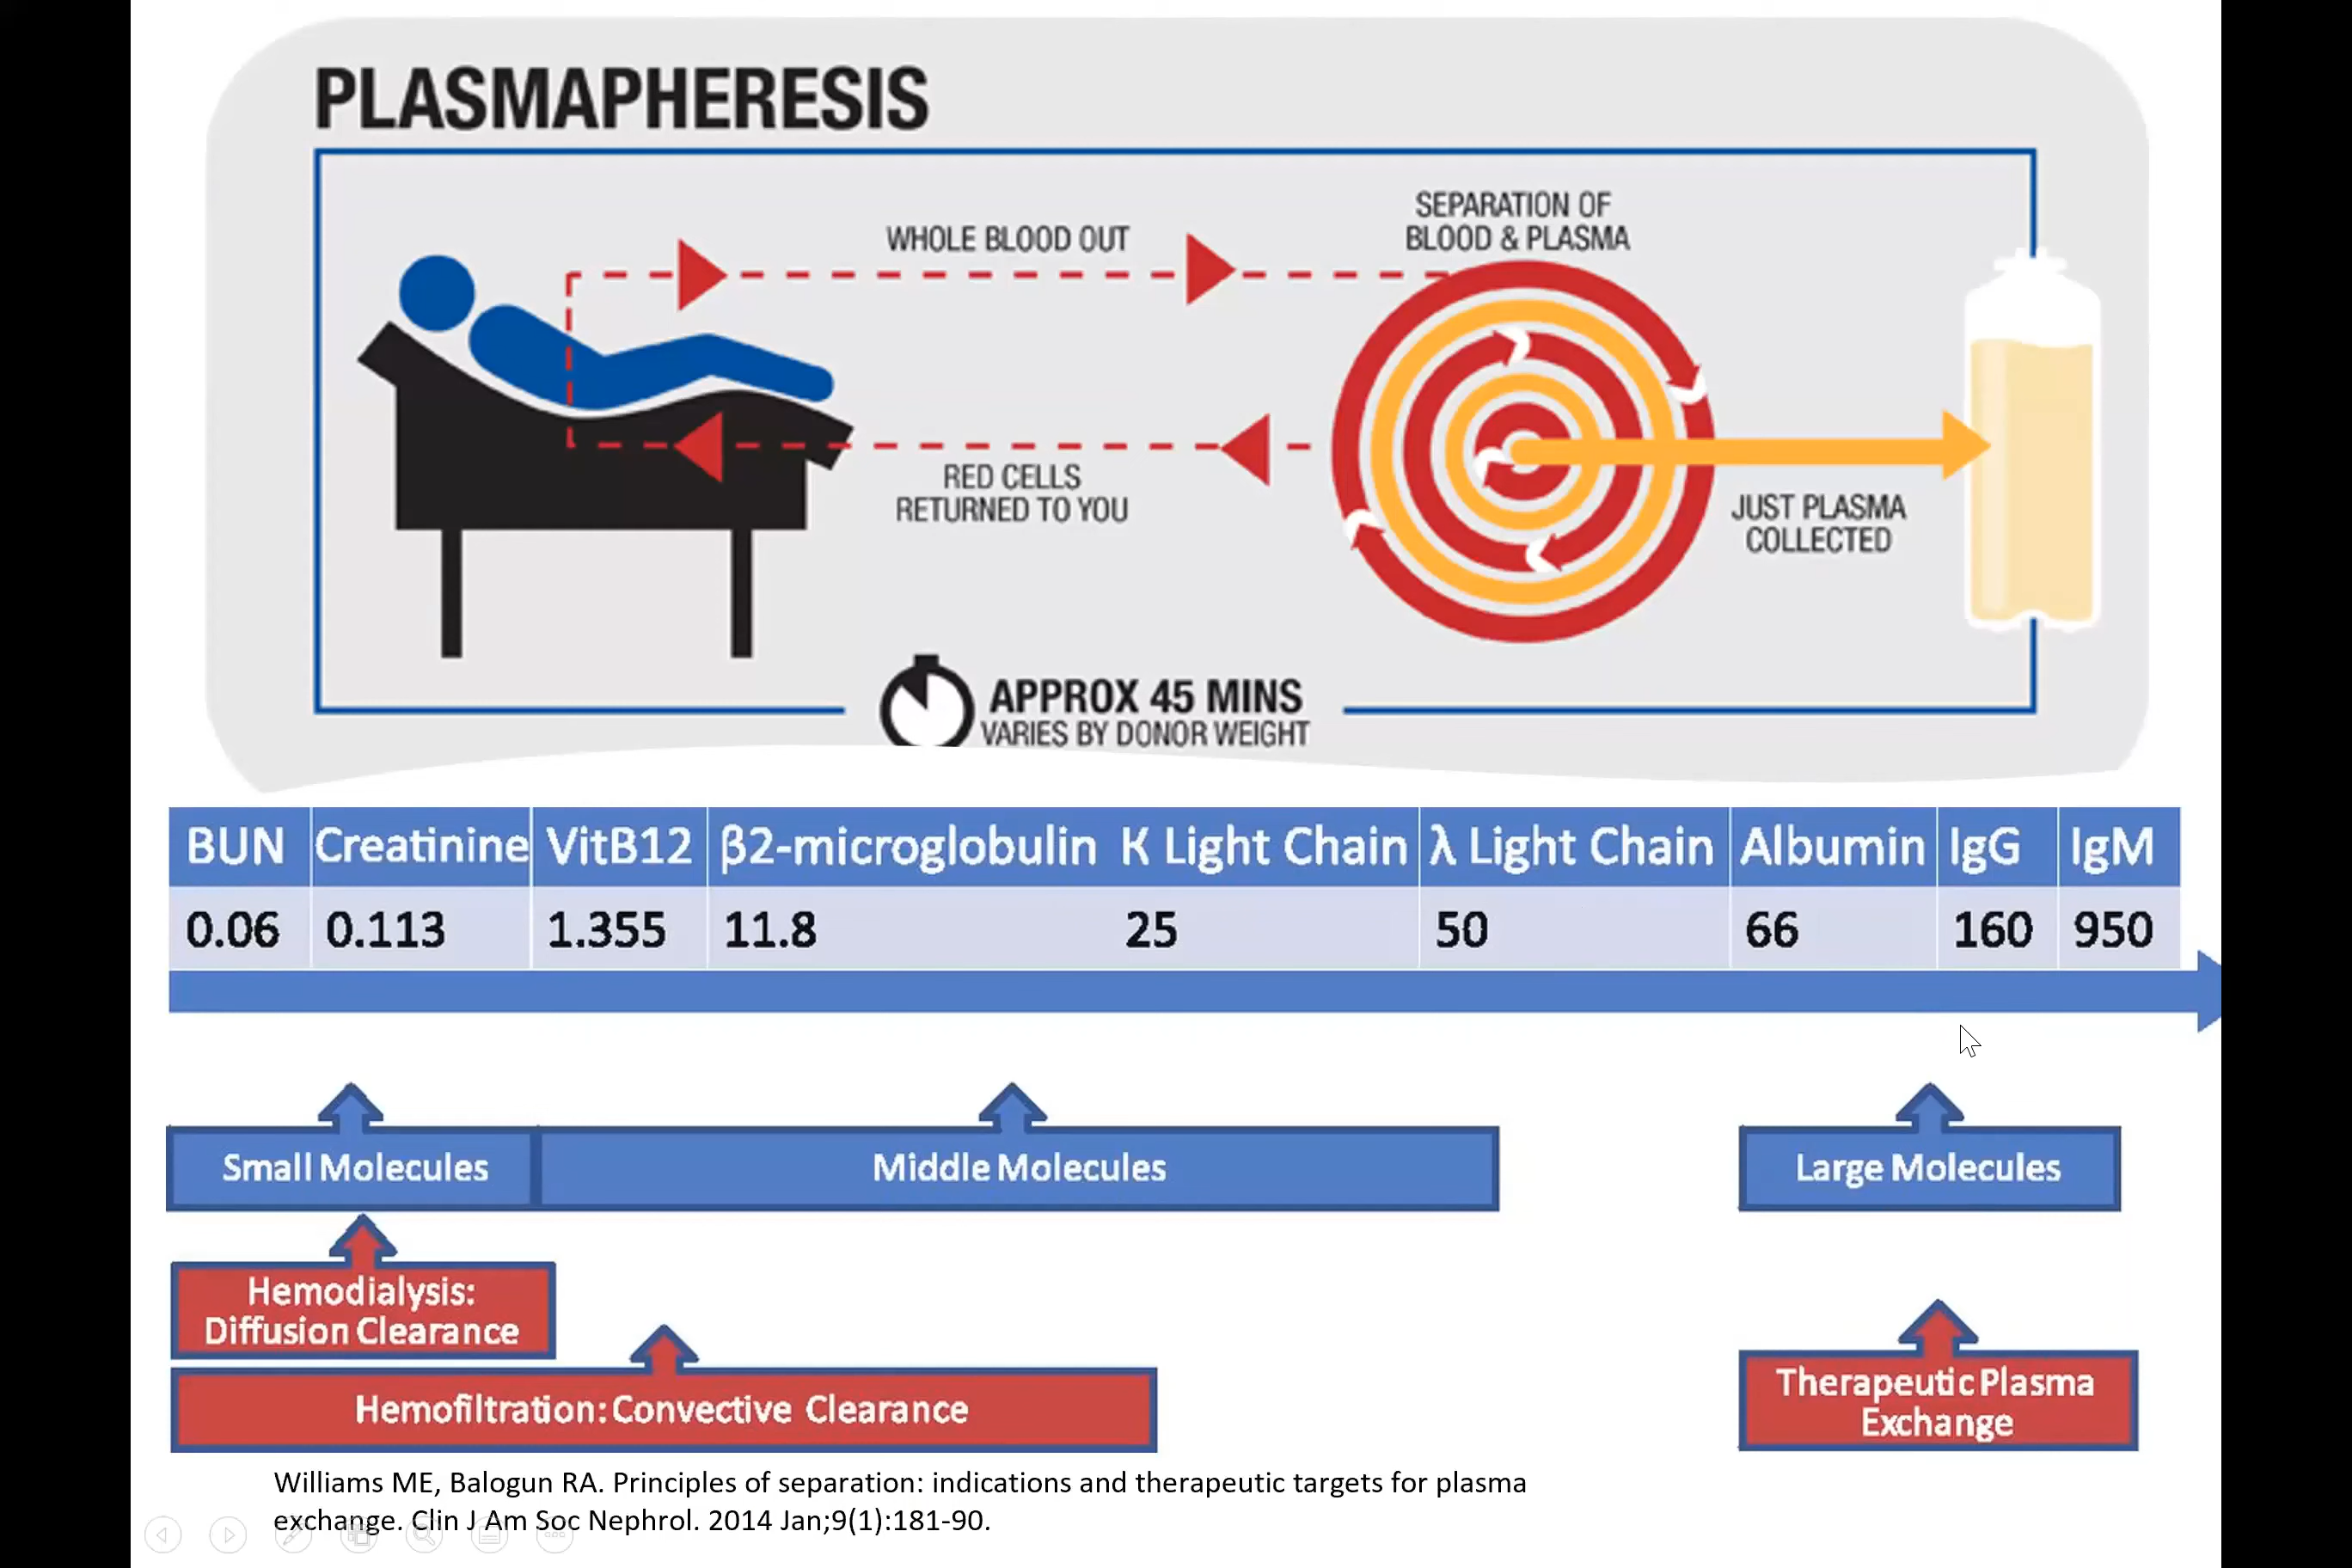 PLASMAPHERESIS
WHOLE BLOOD OUT
SEPARATION OF
BLOOD & PLASMA
RED CELLS
RETURNED TO YOU
JUST PLASMA
COLLECTED
APPROX 45 MINS
VARIES BY DONOR WEIGHT
BUN Creatinine VitB12 β2-microglobulin K Light Chain λ Light Chain Albumin IgG IgM
0.06 0.113 1.355 11.8 25 50 66 160 950
Small Molecules Middle Molecules Large Molecules
Hemodialysis:
Diffusion Clearance
Hemofiltration: Convective Clearance
Therapeutic Plasma
Exchange
Williams ME, Balogun RA. Principles of separation: indications and therapeutic targets for plasma
exchange. Clin J Am Soc Nephrol. 2014 Jan;9(1):181-90.